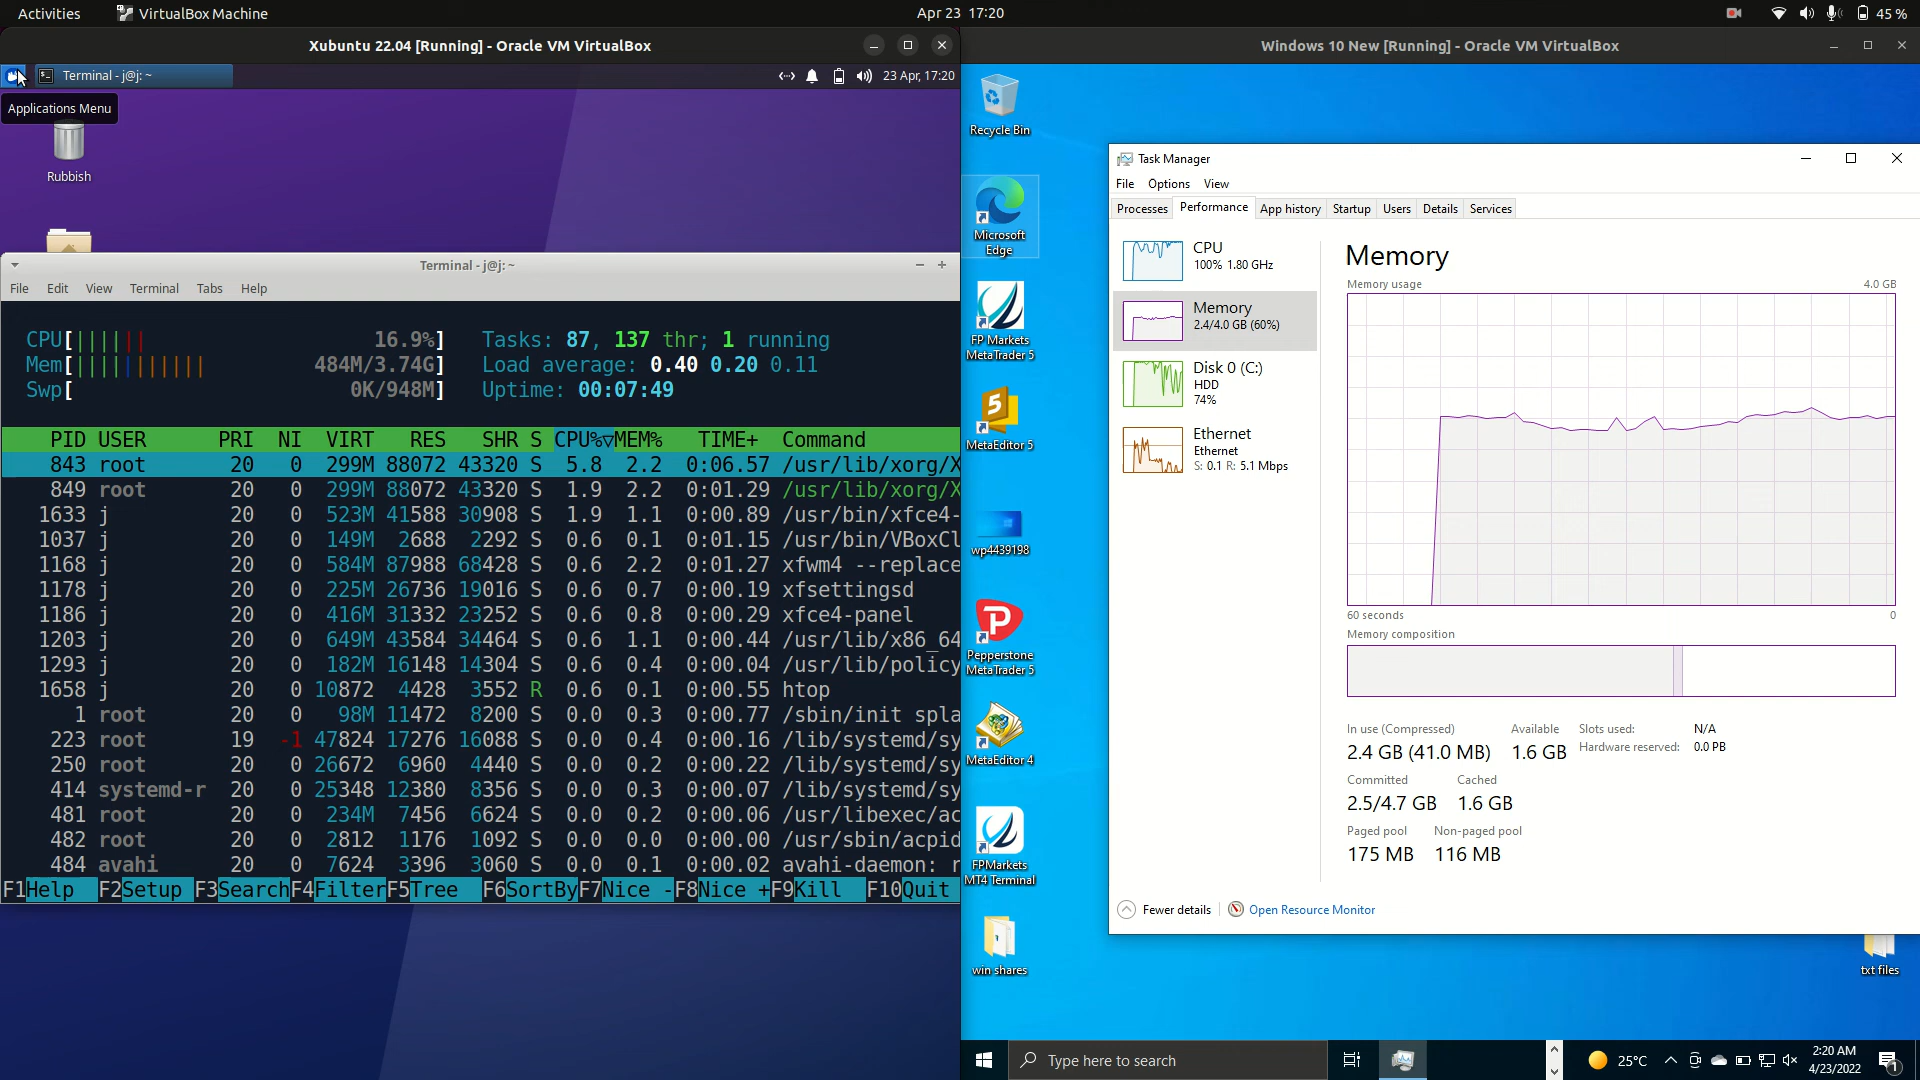 Activities
VirtualBox Machine
Apr 23 17:20
45 %
Xubuntu 22.04 [Running] - Oracle VM VirtualBox
Terminal - j@j: ~
23 Apr, 17:20
Applications Menu
Rubbish
Terminal - j@j: ~
File Edit View Terminal Tabs Help
CPU[||||||| 16.9%] Tasks: 87, 137 thr; 1 running
Mem[||||||||||| 484M/3.74G] Load average: 0.40 0.20 0.11
Swp[ 0K/948M] Uptime: 00:07:49
PID USER PRI NI VIRT RES SHR S CPU%▽MEM% TIME+ Command
843 root 20 0 299M 88072 43320 S 5.8 2.2 0:06.57 /usr/lib/xorg/X
849 root 20 0 299M 88072 43320 S 1.9 2.2 0:01.29 /usr/lib/xorg/X
1633 j 20 0 523M 41588 30908 S 1.9 1.1 0:00.89 /usr/bin/xfce4-
1037 j 20 0 149M 2688 2292 S 0.6 0.1 0:01.15 /usr/bin/VBoxCl
1168 j 20 0 584M 87988 68428 S 0.6 2.2 0:01.27 xfwm4 --replace
1178 j 20 0 225M 26736 19016 S 0.6 0.7 0:00.19 xfsettingsd
1186 j 20 0 416M 31332 23252 S 0.6 0.8 0:00.29 xfce4-panel
1203 j 20 0 649M 43584 34464 S 0.6 1.1 0:00.44 /usr/lib/x86_64
1293 j 20 0 182M 16148 14304 S 0.6 0.4 0:00.04 /usr/lib/policy
1658 j 20 0 10872 4428 3552 R 0.6 0.1 0:00.55 htop
1 root 20 0 98M 11472 8200 S 0.0 0.3 0:00.77 /sbin/init spla
223 root 19 -1 47824 17276 16088 S 0.0 0.4 0:00.16 /lib/systemd/sy
250 root 20 0 26672 6960 4440 S 0.0 0.2 0:00.22 /lib/systemd/sy
414 systemd-r 20 0 25348 12380 8356 S 0.0 0.3 0:00.07 /lib/systemd/sy
481 root 20 0 234M 7456 6624 S 0.0 0.2 0:00.06 /usr/libexec/ac
482 root 20 0 2812 1176 1092 S 0.0 0.0 0:00.00 /usr/sbin/acpid
484 avahi 20 0 7624 3396 3060 S 0.0 0.1 0:00.02 avahi-daemon: r
F1Help F2Setup F3SearchF4FilterF5Tree F6SortByF7Nice -F8Nice +F9Kill F10Quit
Windows 10 New [Running] - Oracle VM VirtualBox
Recycle Bin
Microsoft
Edge
FP Markets
MetaTrader 5
5
MetaEditor 5
wp4439198
Pepperstone
MetaTrader 5
MetaEditor 4
FPMarkets
MT4 Terminal
win shares
txt files
Task Manager
File Options View
Processes Performance App history Startup Users Details Services
CPU
100% 1.80 GHz
Memory
2.4/4.0 GB (60%)
Disk 0 (C:)
HDD
74%
Ethernet
Ethernet
S: 0.1 R: 5.1 Mbps
Memory
Memory usage 4.0 GB
60 seconds 0
Memory composition
In use (Compressed) Available Slots used: N/A
2.4 GB (41.0 MB) 1.6 GB Hardware reserved: 0.0 PB
Committed Cached
2.5/4.7 GB 1.6 GB
Paged pool Non-paged pool
175 MB 116 MB
Fewer details Open Resource Monitor
Type here to search
25°C
2:20 AM
4/23/2022
1